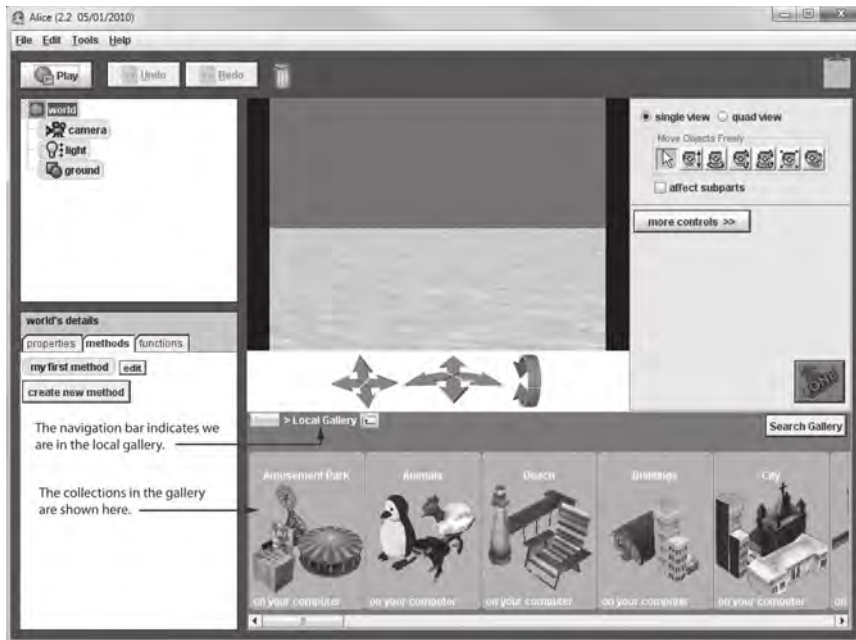 Alice (2.2 05/01/2010)
File Edit Tools Help
Play Undo Redo
world
camera
light
ground
single view quad view
Move Objects Freely
affect subparts
more controls >>
world's details
properties methods functions
my first method edit
create new method
DONE
The navigation bar indicates we
are in the local gallery.
> Local Gallery
Search Gallery
The collections in the gallery
are shown here.
Amusement Park Animals Beach Buildings City
on your computer on your computer on your computer on your computer on your computer on